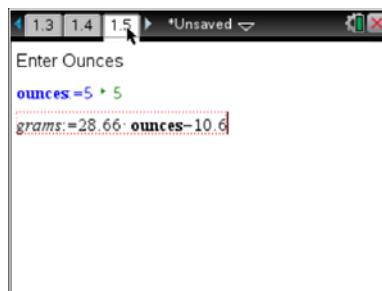 1.3 1.4 1.5 *Unsaved
Enter Ounces
ounces:=5 ▸ 5
grams:=28.66· ounces−10.6